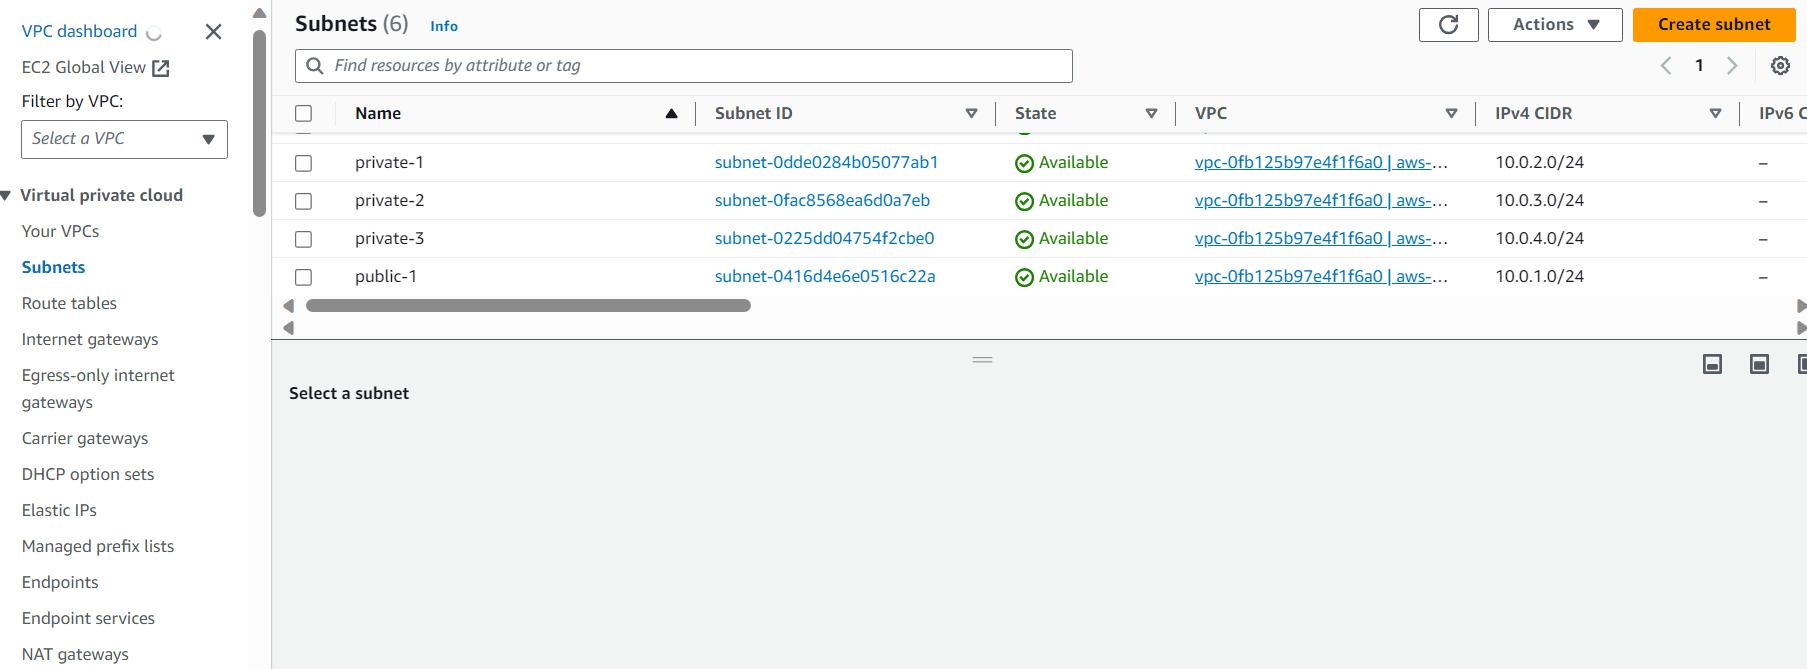 VPC dashboard
EC2 Global View
Filter by VPC:
Select a VPC
Virtual private cloud
Your VPCs
Subnets
Route tables
Internet gateways
Egress-only internet
gateways
Carrier gateways
DHCP option sets
Elastic IPs
Managed prefix lists
Endpoints
Endpoint services
NAT gateways
Subnets (6) Info
Actions
Create subnet
Find resources by attribute or tag
1
Name Subnet ID State VPC IPv4 CIDR IPv6 C
private-1 subnet-0dde0284b05077ab1 Available vpc-0fb125b97e4f1f6a0 | aws-... 10.0.2.0/24 –
private-2 subnet-0fac8568ea6d0a7eb Available vpc-0fb125b97e4f1f6a0 | aws-... 10.0.3.0/24 –
private-3 subnet-0225dd04754f2cbe0 Available vpc-0fb125b97e4f1f6a0 | aws-... 10.0.4.0/24 –
public-1 subnet-0416d4e6e0516c22a Available vpc-0fb125b97e4f1f6a0 | aws-... 10.0.1.0/24 –
Select a subnet